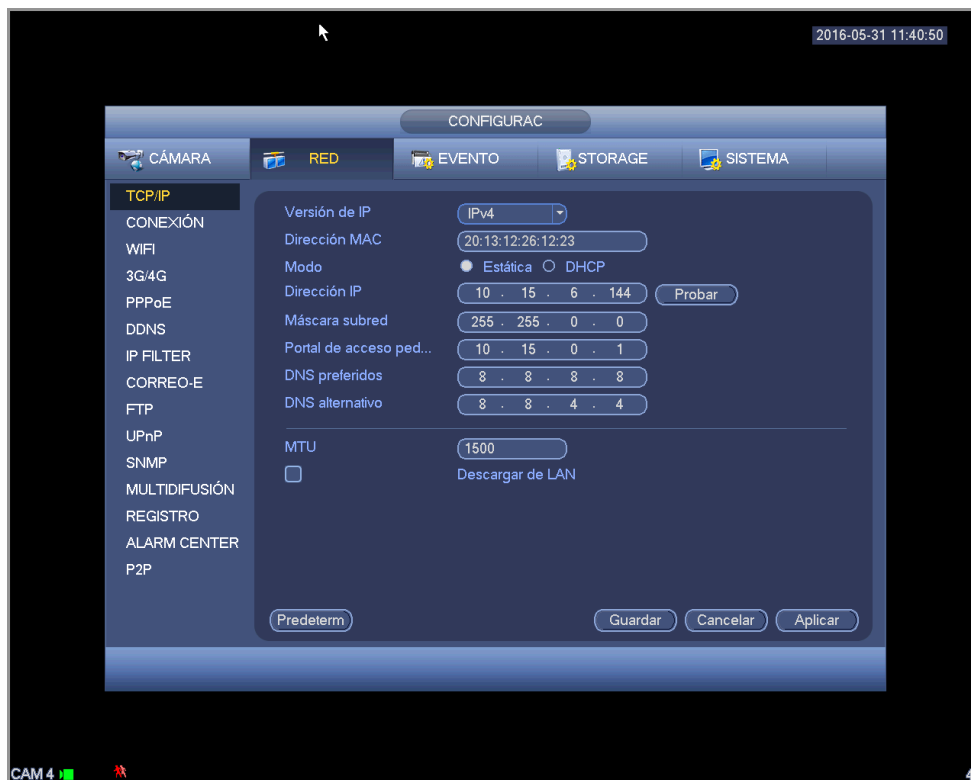 2016-05-31 11:40:50
CONFIGURAC
CÁMARA RED EVENTO STORAGE SISTEMA
TCP/IP
CONEXIÓN
WIFI
3G/4G
PPPoE
DDNS
IP FILTER
CORREO-E
FTP
UPnP
SNMP
MULTIDIFUSIÓN
REGISTRO
ALARM CENTER
P2P
Versión de IP IPv4
Dirección MAC 20:13:12:26:12:23
Modo Estática DHCP
Dirección IP 10 . 15 . 6 . 144 Probar
Máscara subred 255 . 255 . 0 . 0
Portal de acceso ped... 10 . 15 . 0 . 1
DNS preferidos 8 . 8 . 8 . 8
DNS alternativo 8 . 8 . 4 . 4
MTU 1500
Descargar de LAN
Predeterm Guardar Cancelar Aplicar
CAM 4